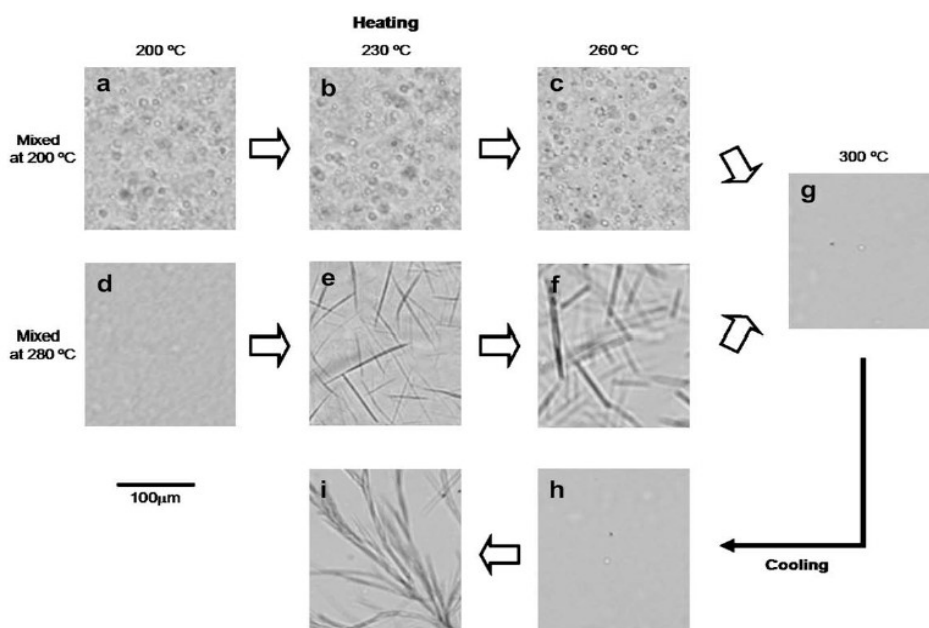 Heating
200 ºC
230 ºC
260 ºC
a
b
c
Mixed
at 200 ºC
300 ºC
g
d
e
f
Mixed
at 280 ºC
100µm
i
h
Cooling